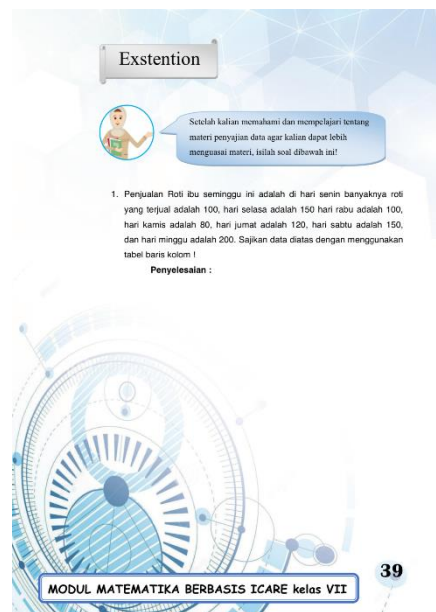 Exstention
Setelah kalian memahami dan mempelajari tentang
materi penyajian data agar kalian dapat lebih
menguasai materi, isilah soal dibawah ini!
1. Penjualan Roti ibu seminggu ini adalah di hari senin banyaknya roti
yang terjual adalah 100, hari selasa adalah 150 hari rabu adalah 100,
hari kamis adalah 80, hari jumat adalah 120, hari sabtu adalah 150,
dan hari minggu adalah 200. Sajikan data diatas dengan menggunakan
tabel baris kolom !
Penyelesaian :
39
MODUL MATEMATIKA BERBASIS ICARE kelas VII